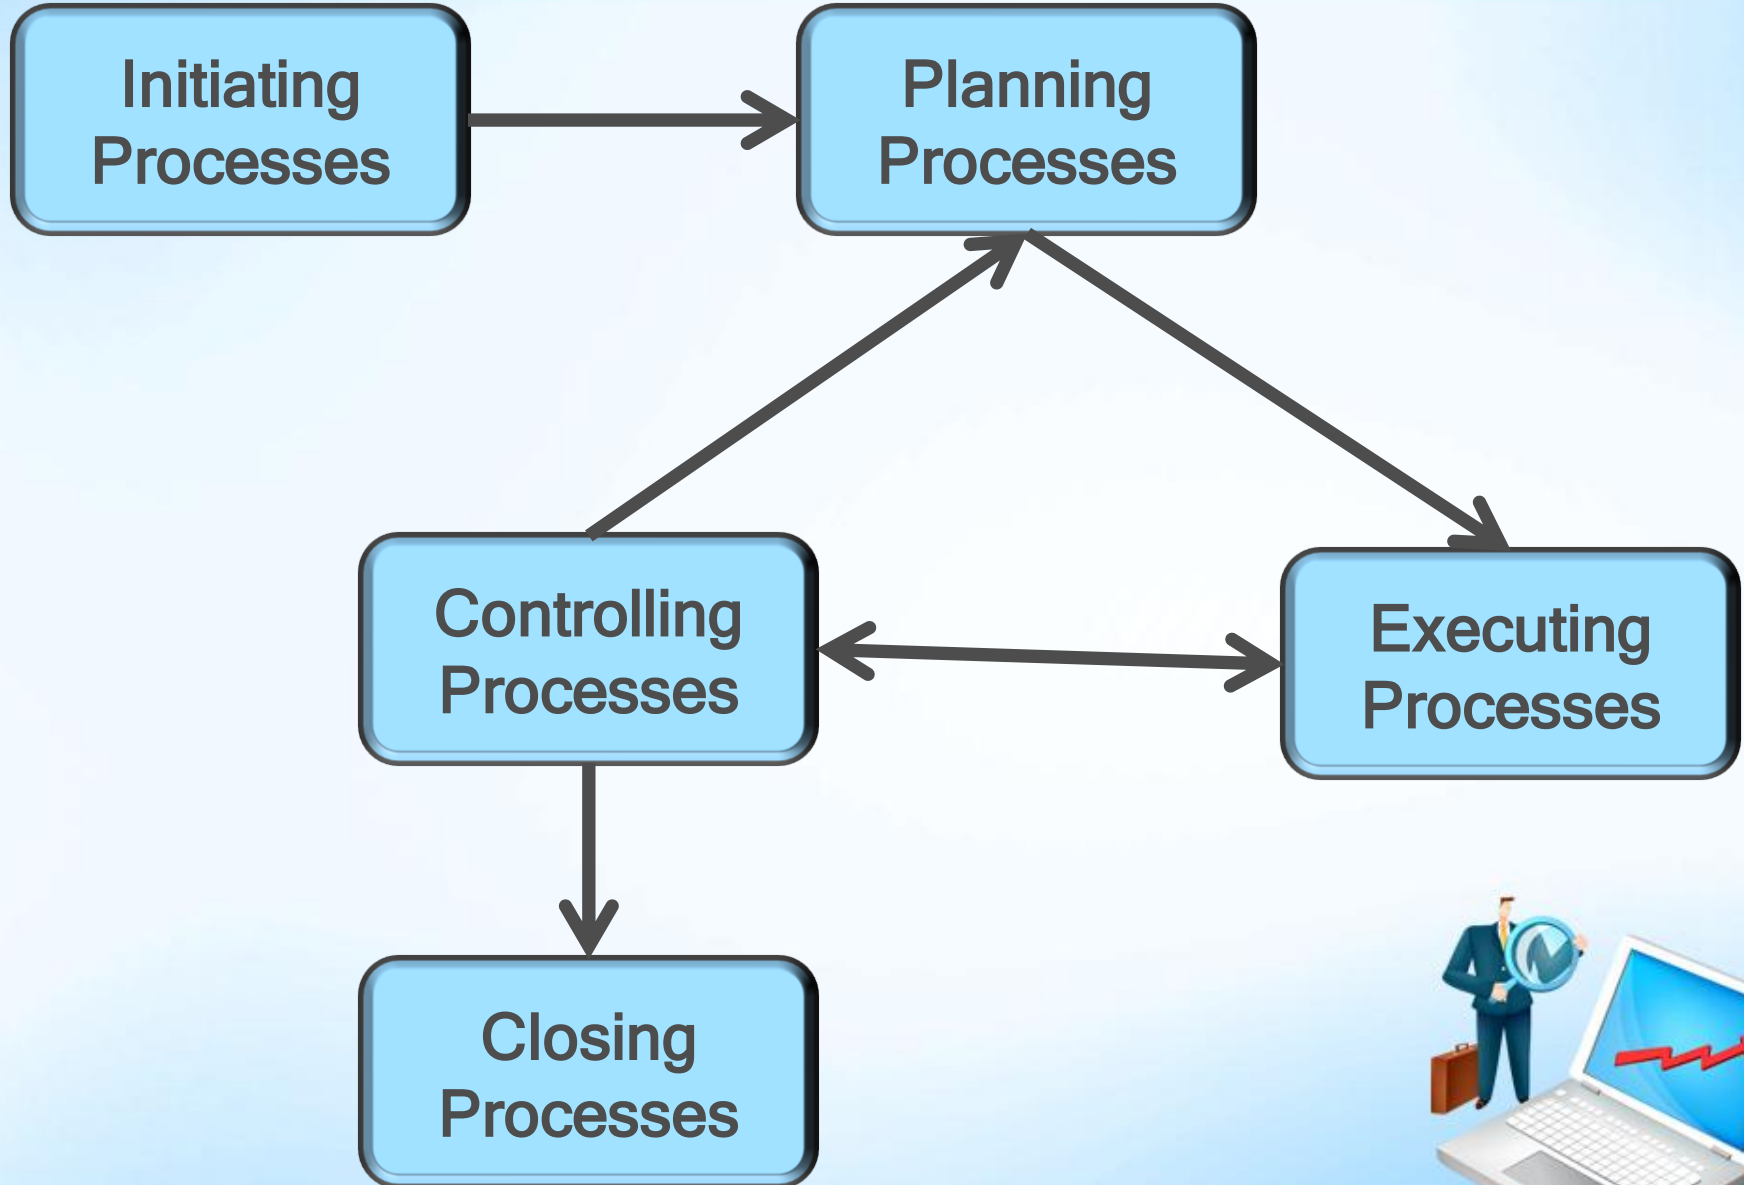 Initiating
Processes
Planning
Processes
Controlling
Processes
Executing
Processes
Closing
Processes